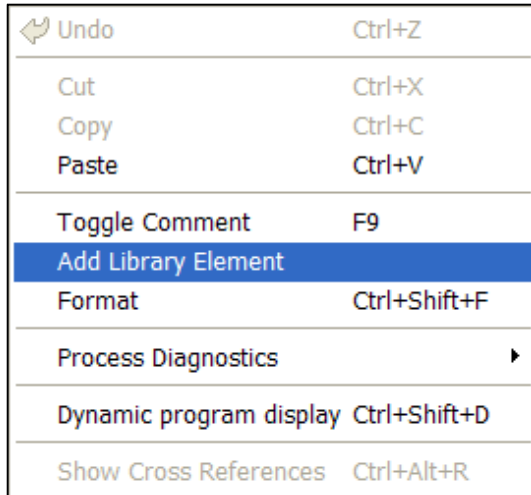 Undo Ctrl+Z
Cut Ctrl+X
Copy Ctrl+C
Paste Ctrl+V
Toggle Comment F9
Add Library Element
Format Ctrl+Shift+F
Process Diagnostics
Dynamic program display Ctrl+Shift+D
Show Cross References Ctrl+Alt+R